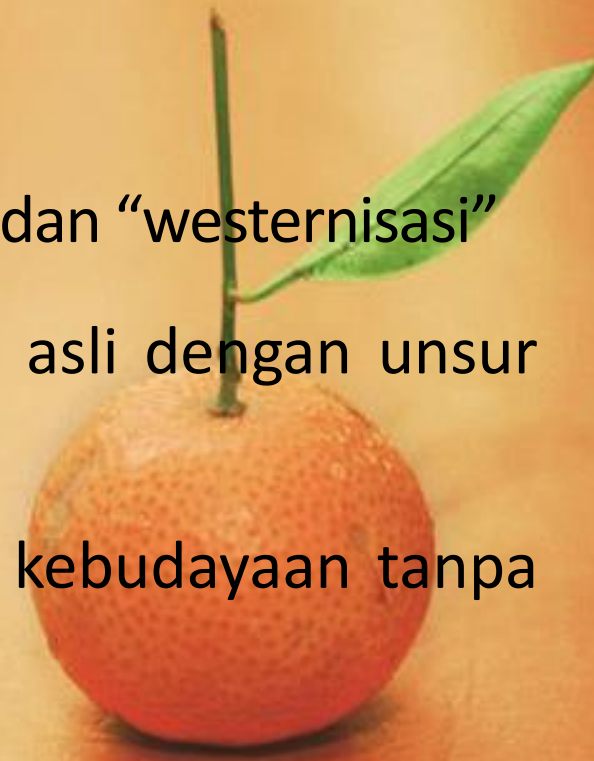 dan “westernisasi”
asli dengan unsur
kebudayaan tanpa